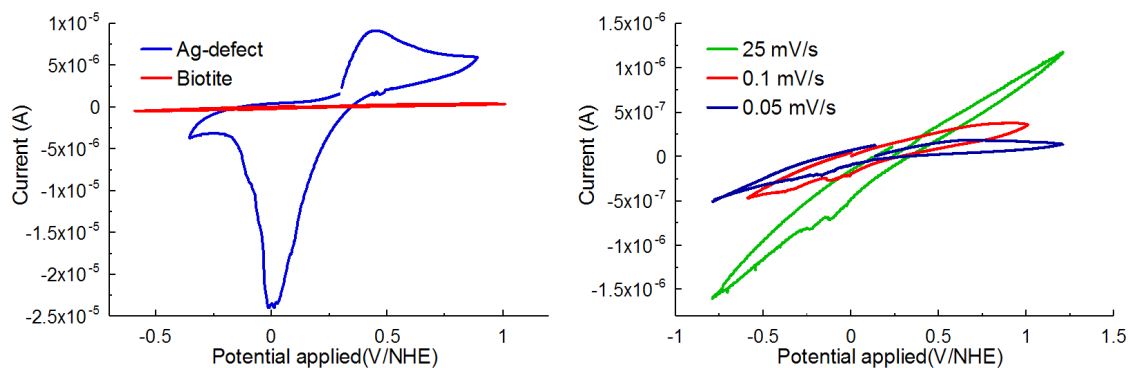 1x10-5
5x10-6
0
-5x10-6
-1x10-5
-1.5x10-5
-2x10-5
-2.5x10-5
Current (A)
Ag-defect
Biotite
-0.5
0
0.5
1
Potential applied(V/NHE)
1.5x10-6
1x10-6
5x10-7
0
-5x10-7
-1x10-6
-1.5x10-6
Current (A)
25 mV/s
0.1 mV/s
0.05 mV/s
-1
-0.5
0
0.5
1
1.5
Potential applied(V/NHE)